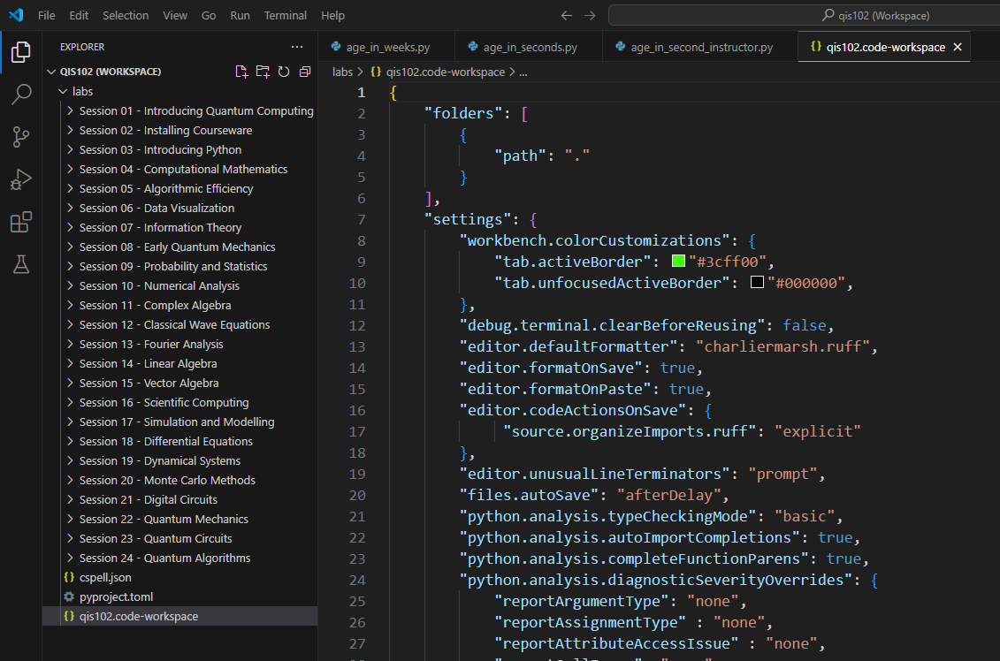 File Edit Selection View Go Run Terminal Help
qis102 (Workspace)
EXPLORER
QIS102 (WORKSPACE)
labs
Session 01 - Introducing Quantum Computing
Session 02 - Installing Courseware
Session 03 - Introducing Python
Session 04 - Computational Mathematics
Session 05 - Algorithmic Efficiency
Session 06 - Data Visualization
Session 07 - Information Theory
Session 08 - Early Quantum Mechanics
Session 09 - Probability and Statistics
Session 10 - Numerical Analysis
Session 11 - Complex Algebra
Session 12 - Classical Wave Equations
Session 13 - Fourier Analysis
Session 14 - Linear Algebra
Session 15 - Vector Algebra
Session 16 - Scientific Computing
Session 17 - Simulation and Modelling
Session 18 - Differential Equations
Session 19 - Dynamical Systems
Session 20 - Monte Carlo Methods
Session 21 - Digital Circuits
Session 22 - Quantum Mechanics
Session 23 - Quantum Circuits
Session 24 - Quantum Algorithms
{} cspell.json
pyproject.toml
{} qis102.code-workspace
age_in_weeks.py age_in_seconds.py age_in_second_instructor.py {} qis102.code-workspace
labs > {} qis102.code-workspace > ...
1 {
2 "folders": [
3 {
4 "path": "."
5 }
6 ],
7 "settings": {
8 "workbench.colorCustomizations": {
9 "tab.activeBorder": "#3cff00",
10 "tab.unfocusedActiveBorder": "#000000",
11 },
12 "debug.terminal.clearBeforeReusing": false,
13 "editor.defaultFormatter": "charliermarsh.ruff",
14 "editor.formatOnSave": true,
15 "editor.formatOnPaste": true,
16 "editor.codeActionsOnSave": {
17 "source.organizeImports.ruff": "explicit"
18 },
19 "editor.unusualLineTerminators": "prompt",
20 "files.autoSave": "afterDelay",
21 "python.analysis.typeCheckingMode": "basic",
22 "python.analysis.autoImportCompletions": true,
23 "python.analysis.completeFunctionParens": true,
24 "python.analysis.diagnosticSeverityOverrides": {
25 "reportArgumentType": "none",
26 "reportAssignmentType" : "none",
27 "reportAttributeAccessIssue" : "none",